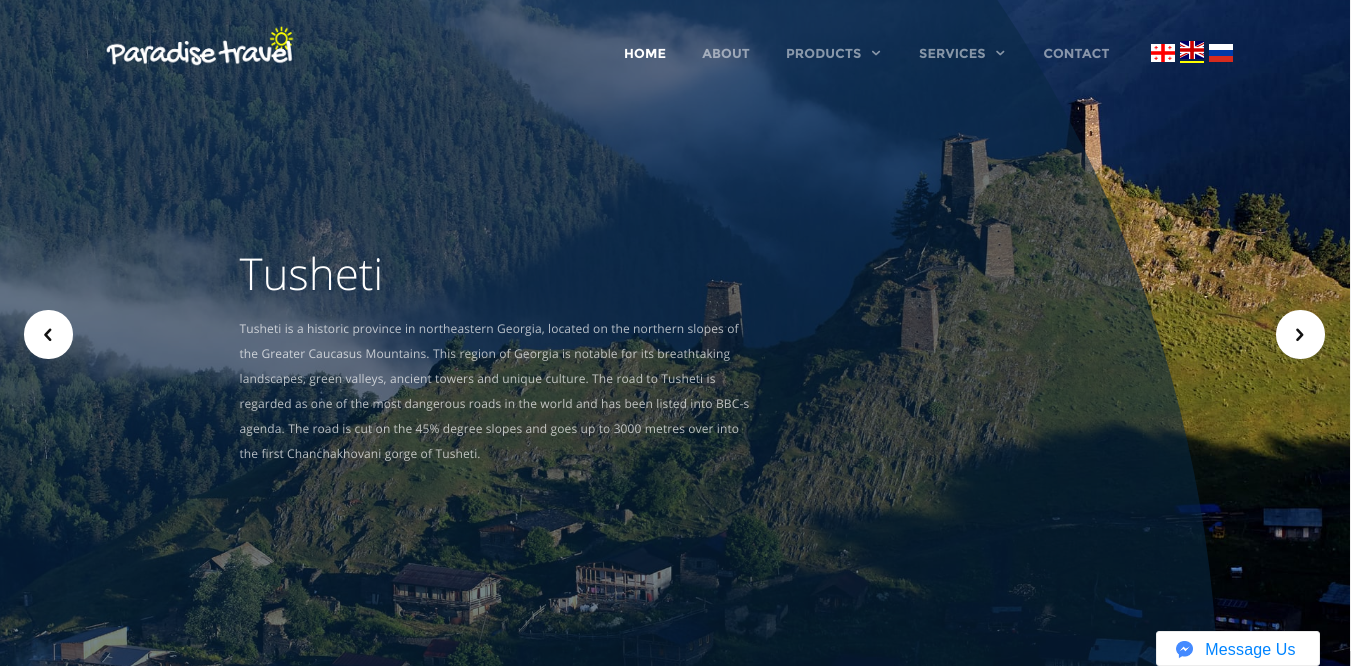 Paradise travel
HOME ABOUT PRODUCTS SERVICES CONTACT
Tusheti
Tusheti is a historic province in northeastern Georgia, located on the northern slopes of
the Greater Caucasus Mountains. This region of Georgia is notable for its breathtaking
landscapes, green valleys, ancient towers and unique culture. The road to Tusheti is
regarded as one of the most dangerous roads in the world and has been listed into BBC-s
agenda. The road is cut on the 45% degree slopes and goes up to 3000 metres over into
the first Chanchakhovani gorge of Tusheti.
Message Us